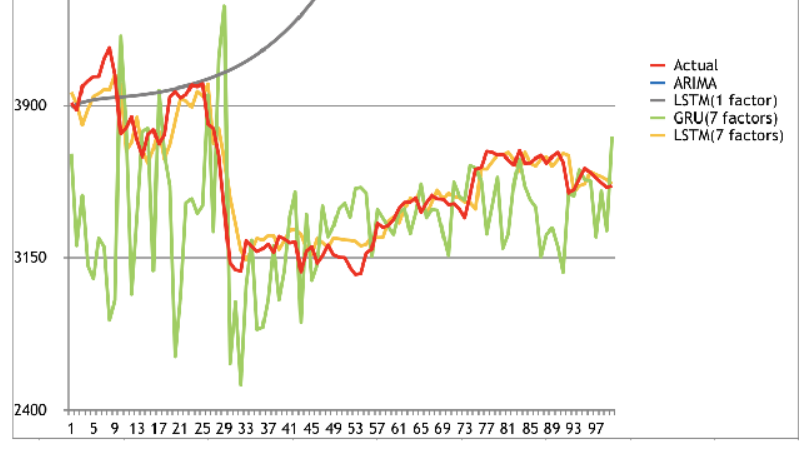 Actual
ARIMA
LSTM(1 factor)
GRU(7 factors)
LSTM(7 factors)
3900
3150
2400
1 5 9 13 17 21 25 29 33 37 41 45 49 53 57 61 65 69 73 77 81 85 89 93 97